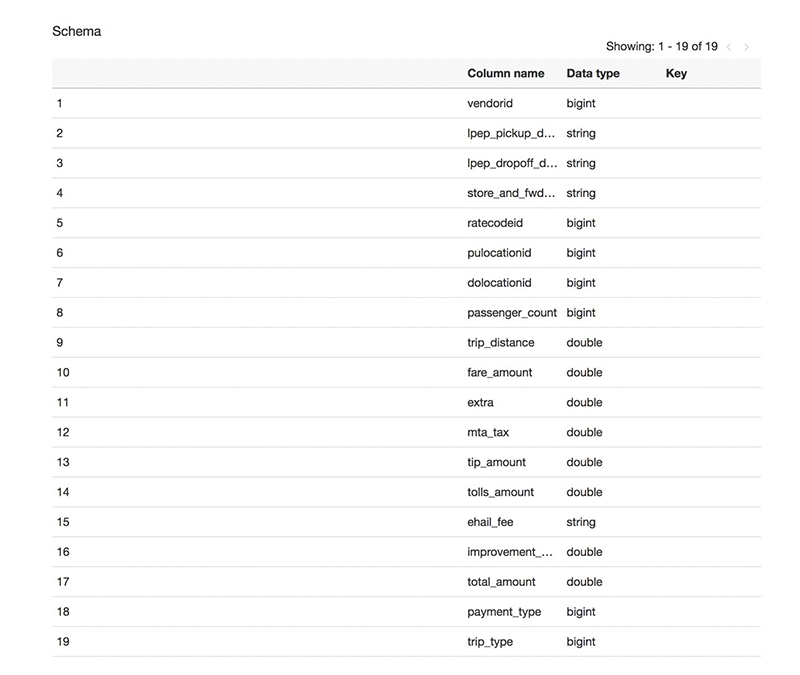 Schema
Showing: 1 - 19 of 19 < >
Column name Data type Key
1 vendorid bigint
2 lpep_pickup_d... string
3 lpep_dropoff_d... string
4 store_and_fwd... string
5 ratecodeid bigint
6 pulocationid bigint
7 dolocationid bigint
8 passenger_count bigint
9 trip_distance double
10 fare_amount double
11 extra double
12 mta_tax double
13 tip_amount double
14 tolls_amount double
15 ehail_fee string
16 improvement_... double
17 total_amount double
18 payment_type bigint
19 trip_type bigint